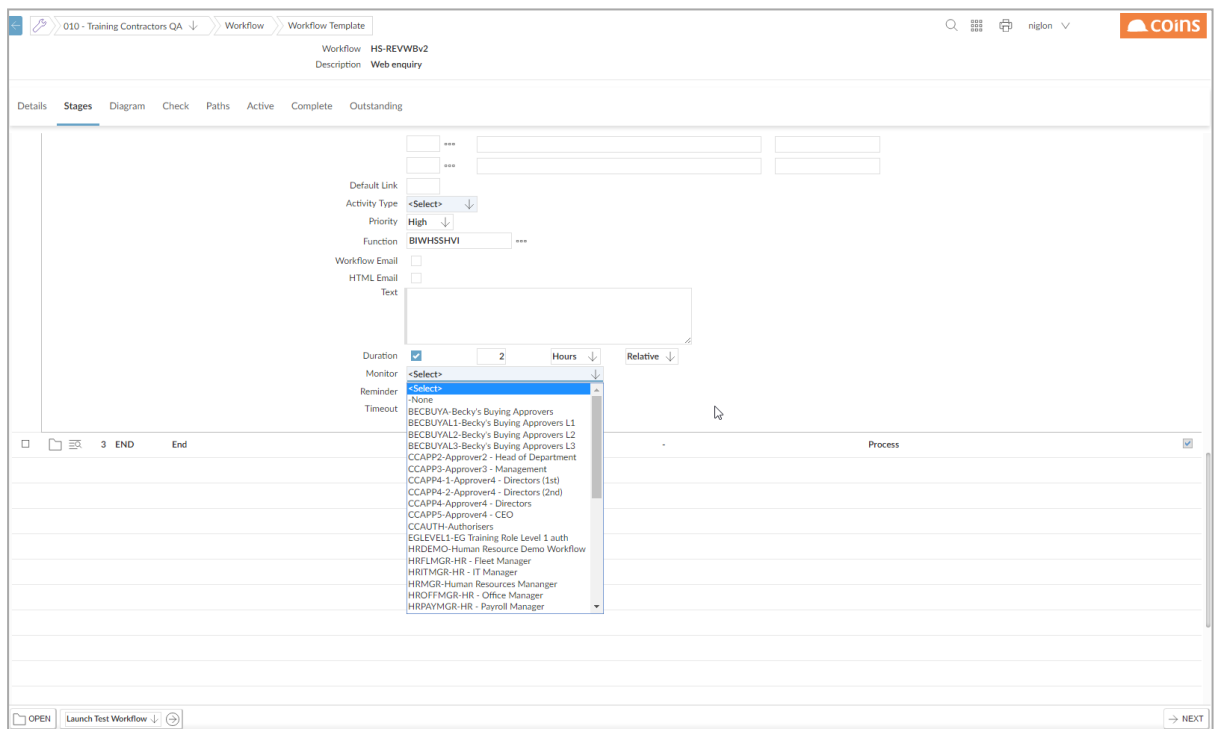 010 - Training Contractors QA Workflow Workflow Template niglon coins
Workflow HS-REVWBv2
Description Web enquiry
Details Stages Diagram Check Paths Active Complete Outstanding
Default Link
Activity Type <Select>
Priority High
Function BIWHSSHVI
Workflow Email
HTML Email
Text
Duration 2 Hours Relative
Monitor <Select>
Reminder <Select>
-None
Timeout BECBUYA-Becky's Buying Approvers
BECBUYAL1-Becky's Buying Approvers L1
BECBUYAL2-Becky's Buying Approvers L2
BECBUYAL3-Becky's Buying Approvers L3
3 END End - Process
CCAPP2-Approver2 - Head of Department
CCAPP3-Approver3 - Management
CCAPP4-1-Approver4 - Directors (1st)
CCAPP4-2-Approver4 - Directors (2nd)
CCAPP4-Approver4 - Directors
CCAPP5-Approver4 - CEO
CCAUTH-Authorisers
EGLEVEL1-EG Training Role Level 1 auth
HRDEMO-Human Resource Demo Workflow
HRFLMGR-HR - Fleet Manager
HRITMGR-HR - IT Manager
HRMGR-Human Resources Mananger
HROFFMGR-HR - Office Manager
HRPAYMGR-HR - Payroll Manager
OPEN Launch Test Workflow NEXT